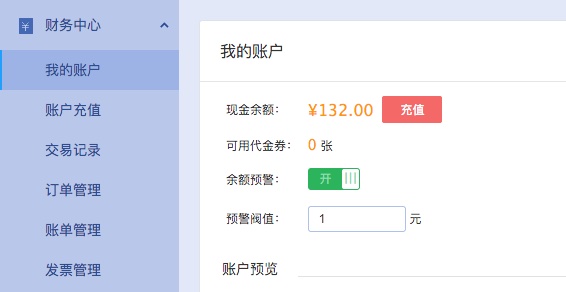 财务中心
我的账户
账户充值
交易记录
订单管理
账单管理
发票管理
我的账户
现金余额： ¥132.00 充值
可用代金券： 0 张
余额预警： 开
预警阀值： 1 元
账户预览